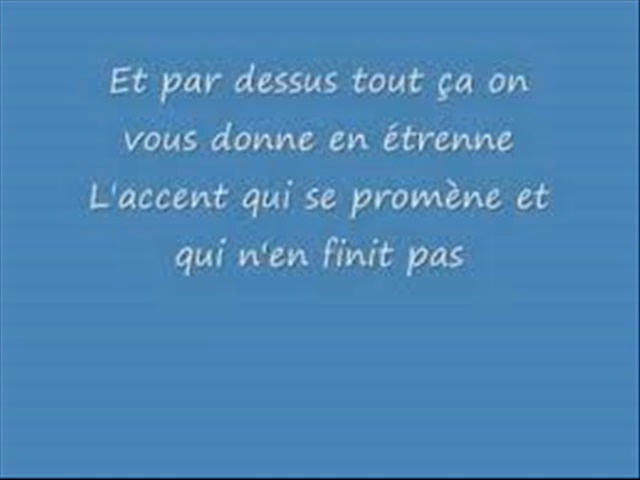 Et par dessus tout ça on
vous donne en étrenne
L'accent qui se promène et
qui n'en finit pas